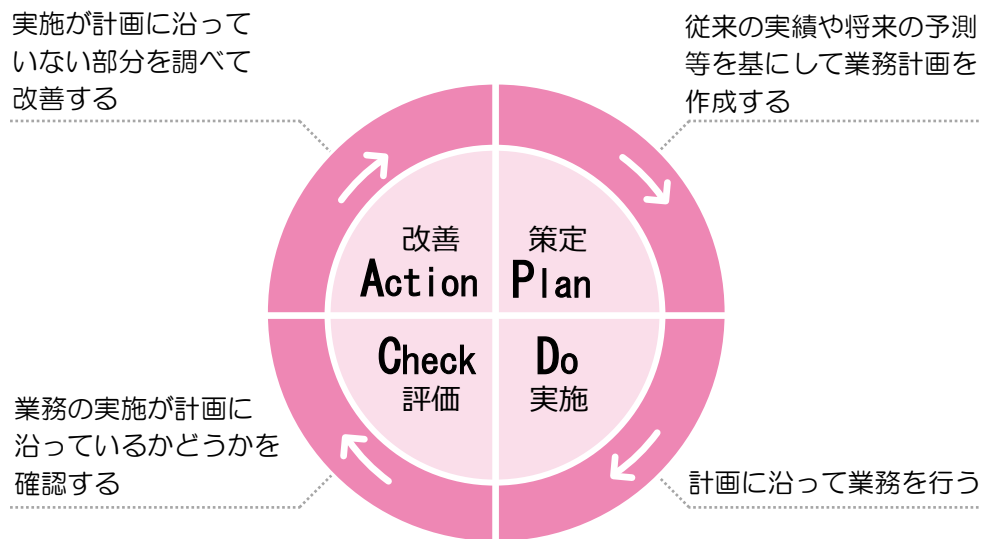 実施が計画に沿って
いない部分を調べて
改善する
従来の実績や将来の予測
等を基にして業務計画を
作成する
改善
Action
策定
Plan
Check
評価
Do
実施
業務の実施が計画に
沿っているかどうかを
確認する
計画に沿って業務を行う